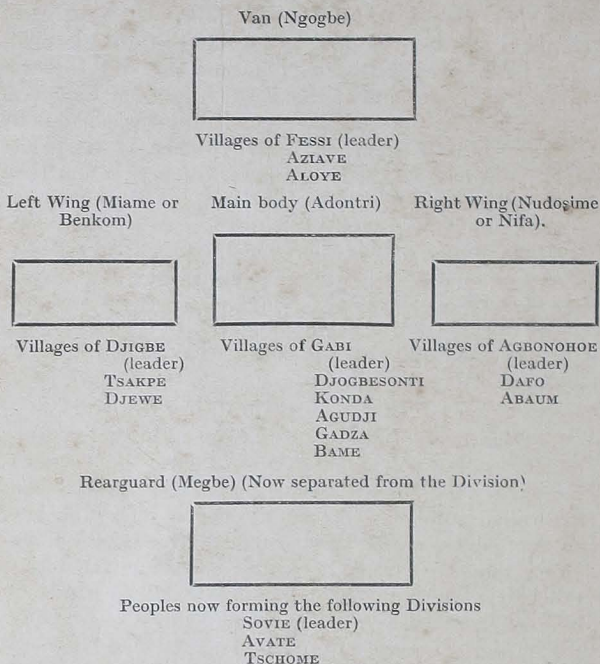 Van (Ngogbe)
Villages of FESSI (leader)
AZIAVE
ALOYE
Left Wing (Miame or
Benkom)
Main body (Adontri)
Right Wing (Nudosime
or Nifa).
Villages of DJIGBE
(leader)
TSAKPE
DJEWE
Villages of GABI
(leader)
DJOGBESONTI
KONDA
AGUDJI
GADZA
BAME
Villages of AGBONOHOE
(leader)
DAFO
ABAUM
Rearguard (Megbe) (Now separated from the Division)
Peoples now forming the following Divisions
SOVIE (leader)
AVATE
TSCHOME